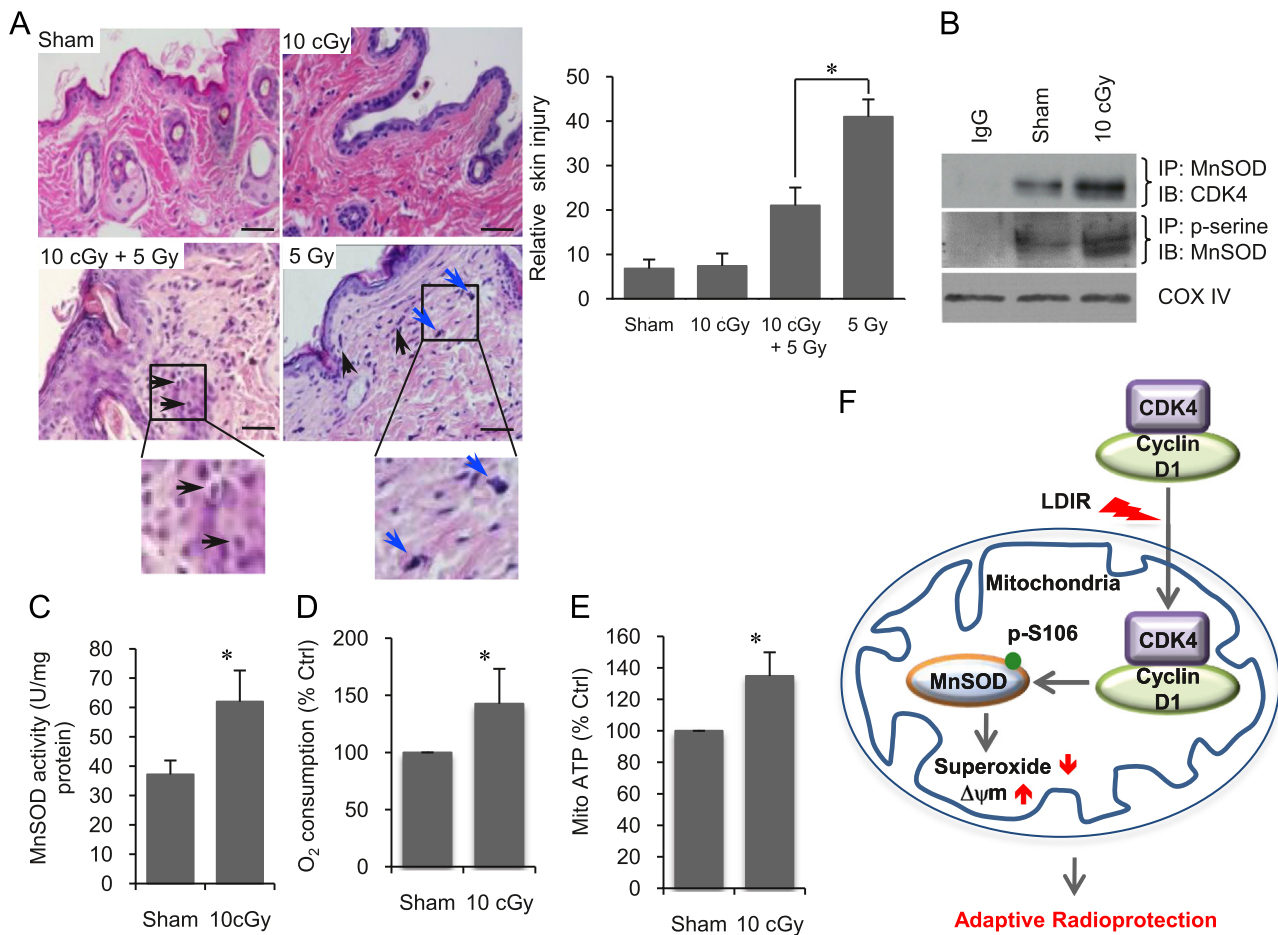 A
Sham
10 cGy
10 cGy + 5 Gy
5 Gy
Relative skin injury
50
40
30
20
10
0
*
Sham
10 cGy
10 cGy
+ 5 Gy
5 Gy
B
IgG
Sham
10 cGy
IP: MnSOD
IB: CDK4
IP: p-serine
IB: MnSOD
COX IV
C
MnSOD activity (U/mg
protein)
80
70
60
50
40
30
20
10
0
*
Sham
10cGy
D
O2 consumption (% Ctrl)
200
150
100
50
0
*
Sham
10 cGy
E
Mito ATP (% Ctrl)
160
140
120
100
80
60
40
20
0
*
Sham
10 cGy
F
CDK4
Cyclin
D1
LDIR
Mitochondria
p-S106
CDK4
MnSOD
Cyclin
D1
Superoxide
Δψm
Adaptive Radioprotection